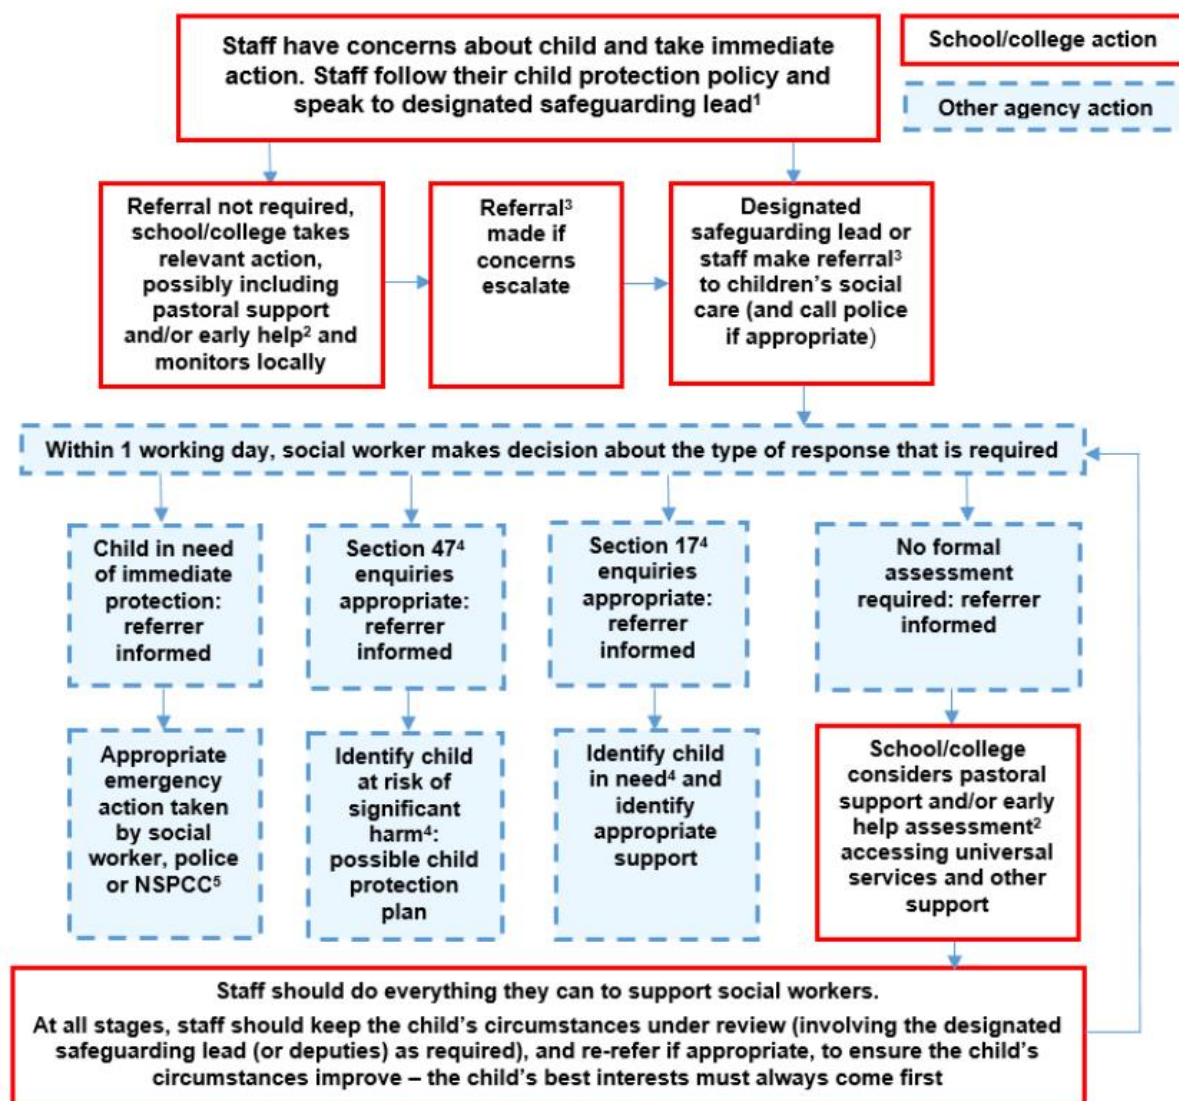 Staff have concerns about child and take immediate
action. Staff follow their child protection policy and
speak to designated safeguarding lead¹
School/college action
Other agency action
Referral not required,
school/college takes
relevant action,
possibly including
pastoral support
and/or early help² and
monitors locally
Referral³
made if
concerns
escalate
Designated
safeguarding lead or
staff make referral³
to children’s social
care (and call police
if appropriate)
Within 1 working day, social worker makes decision about the type of response that is required
Child in need
of immediate
protection:
referrer
informed
Section 47⁴
enquiries
appropriate:
referrer
informed
Section 17⁴
enquiries
appropriate:
referrer
informed
No formal
assessment
required: referrer
informed
Appropriate
emergency
action taken
by social
worker, police
or NSPCC⁵
Identify child
at risk of
significant
harm⁴:
possible child
protection
plan
Identify child
in need⁴ and
identify
appropriate
support
School/college
considers pastoral
support and/or early
help assessment²
accessing universal
services and other
support
Staff should do everything they can to support social workers.
At all stages, staff should keep the child’s circumstances under review (involving the designated
safeguarding lead (or deputies) as required), and re-refer if appropriate, to ensure the child’s
circumstances improve – the child’s best interests must always come first